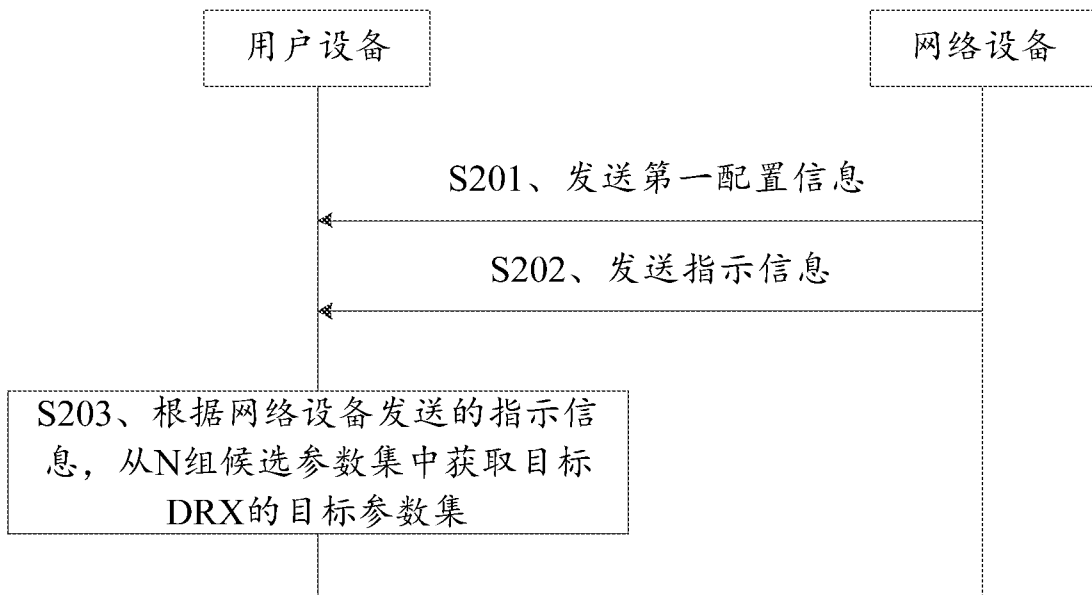 用户设备
网络设备
S201、发送第一配置信息
S202、发送指示信息
S203、根据网络设备发送的指示信
息，从N组候选参数集中获取目标
DRX的目标参数集